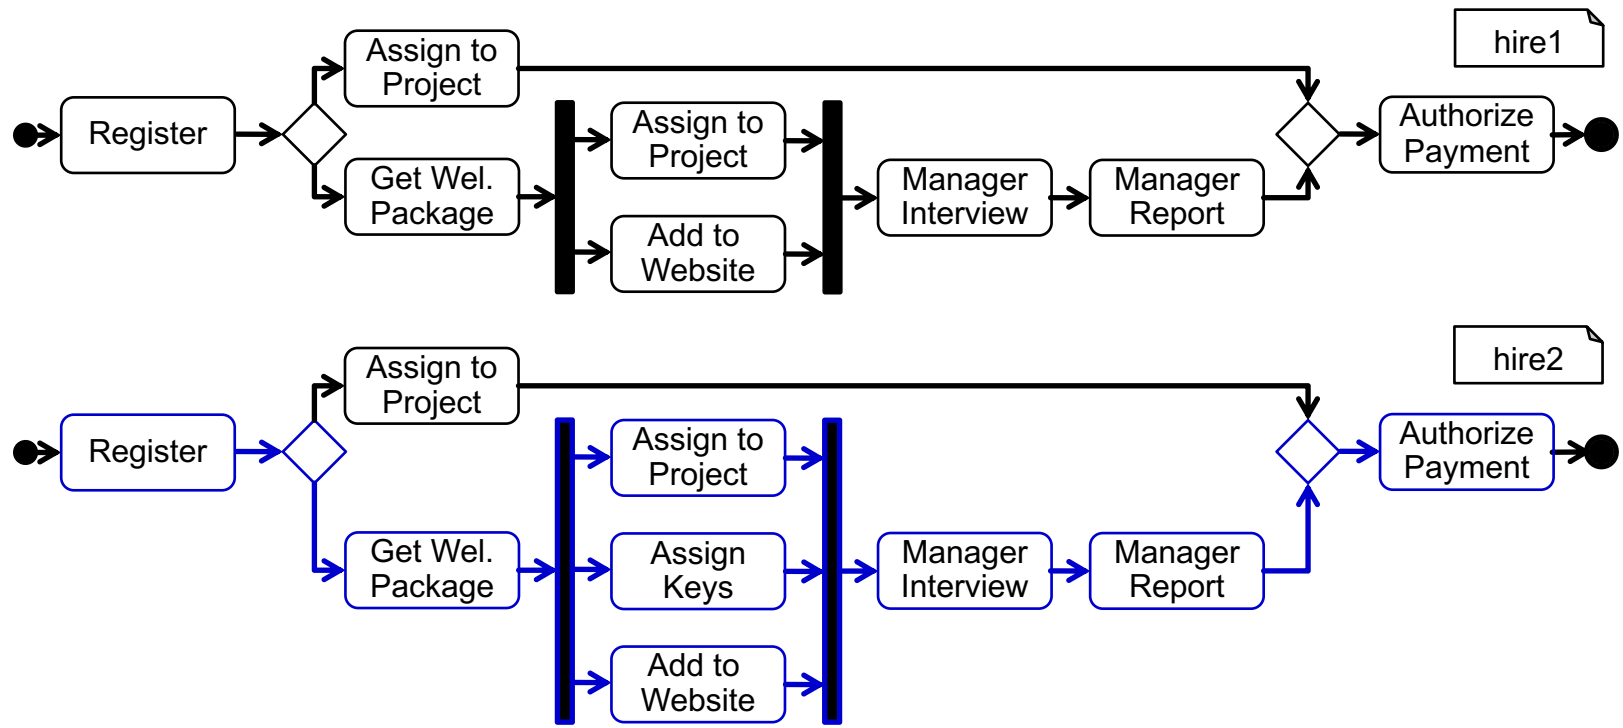 hire1
Assign to
Project
Register
Get Wel.
Package
Assign to
Project
Add to
Website
Manager
Interview
Manager
Report
Authorize
Payment
hire2
Assign to
Project
Register
Get Wel.
Package
Assign to
Project
Assign
Keys
Add to
Website
Manager
Interview
Manager
Report
Authorize
Payment